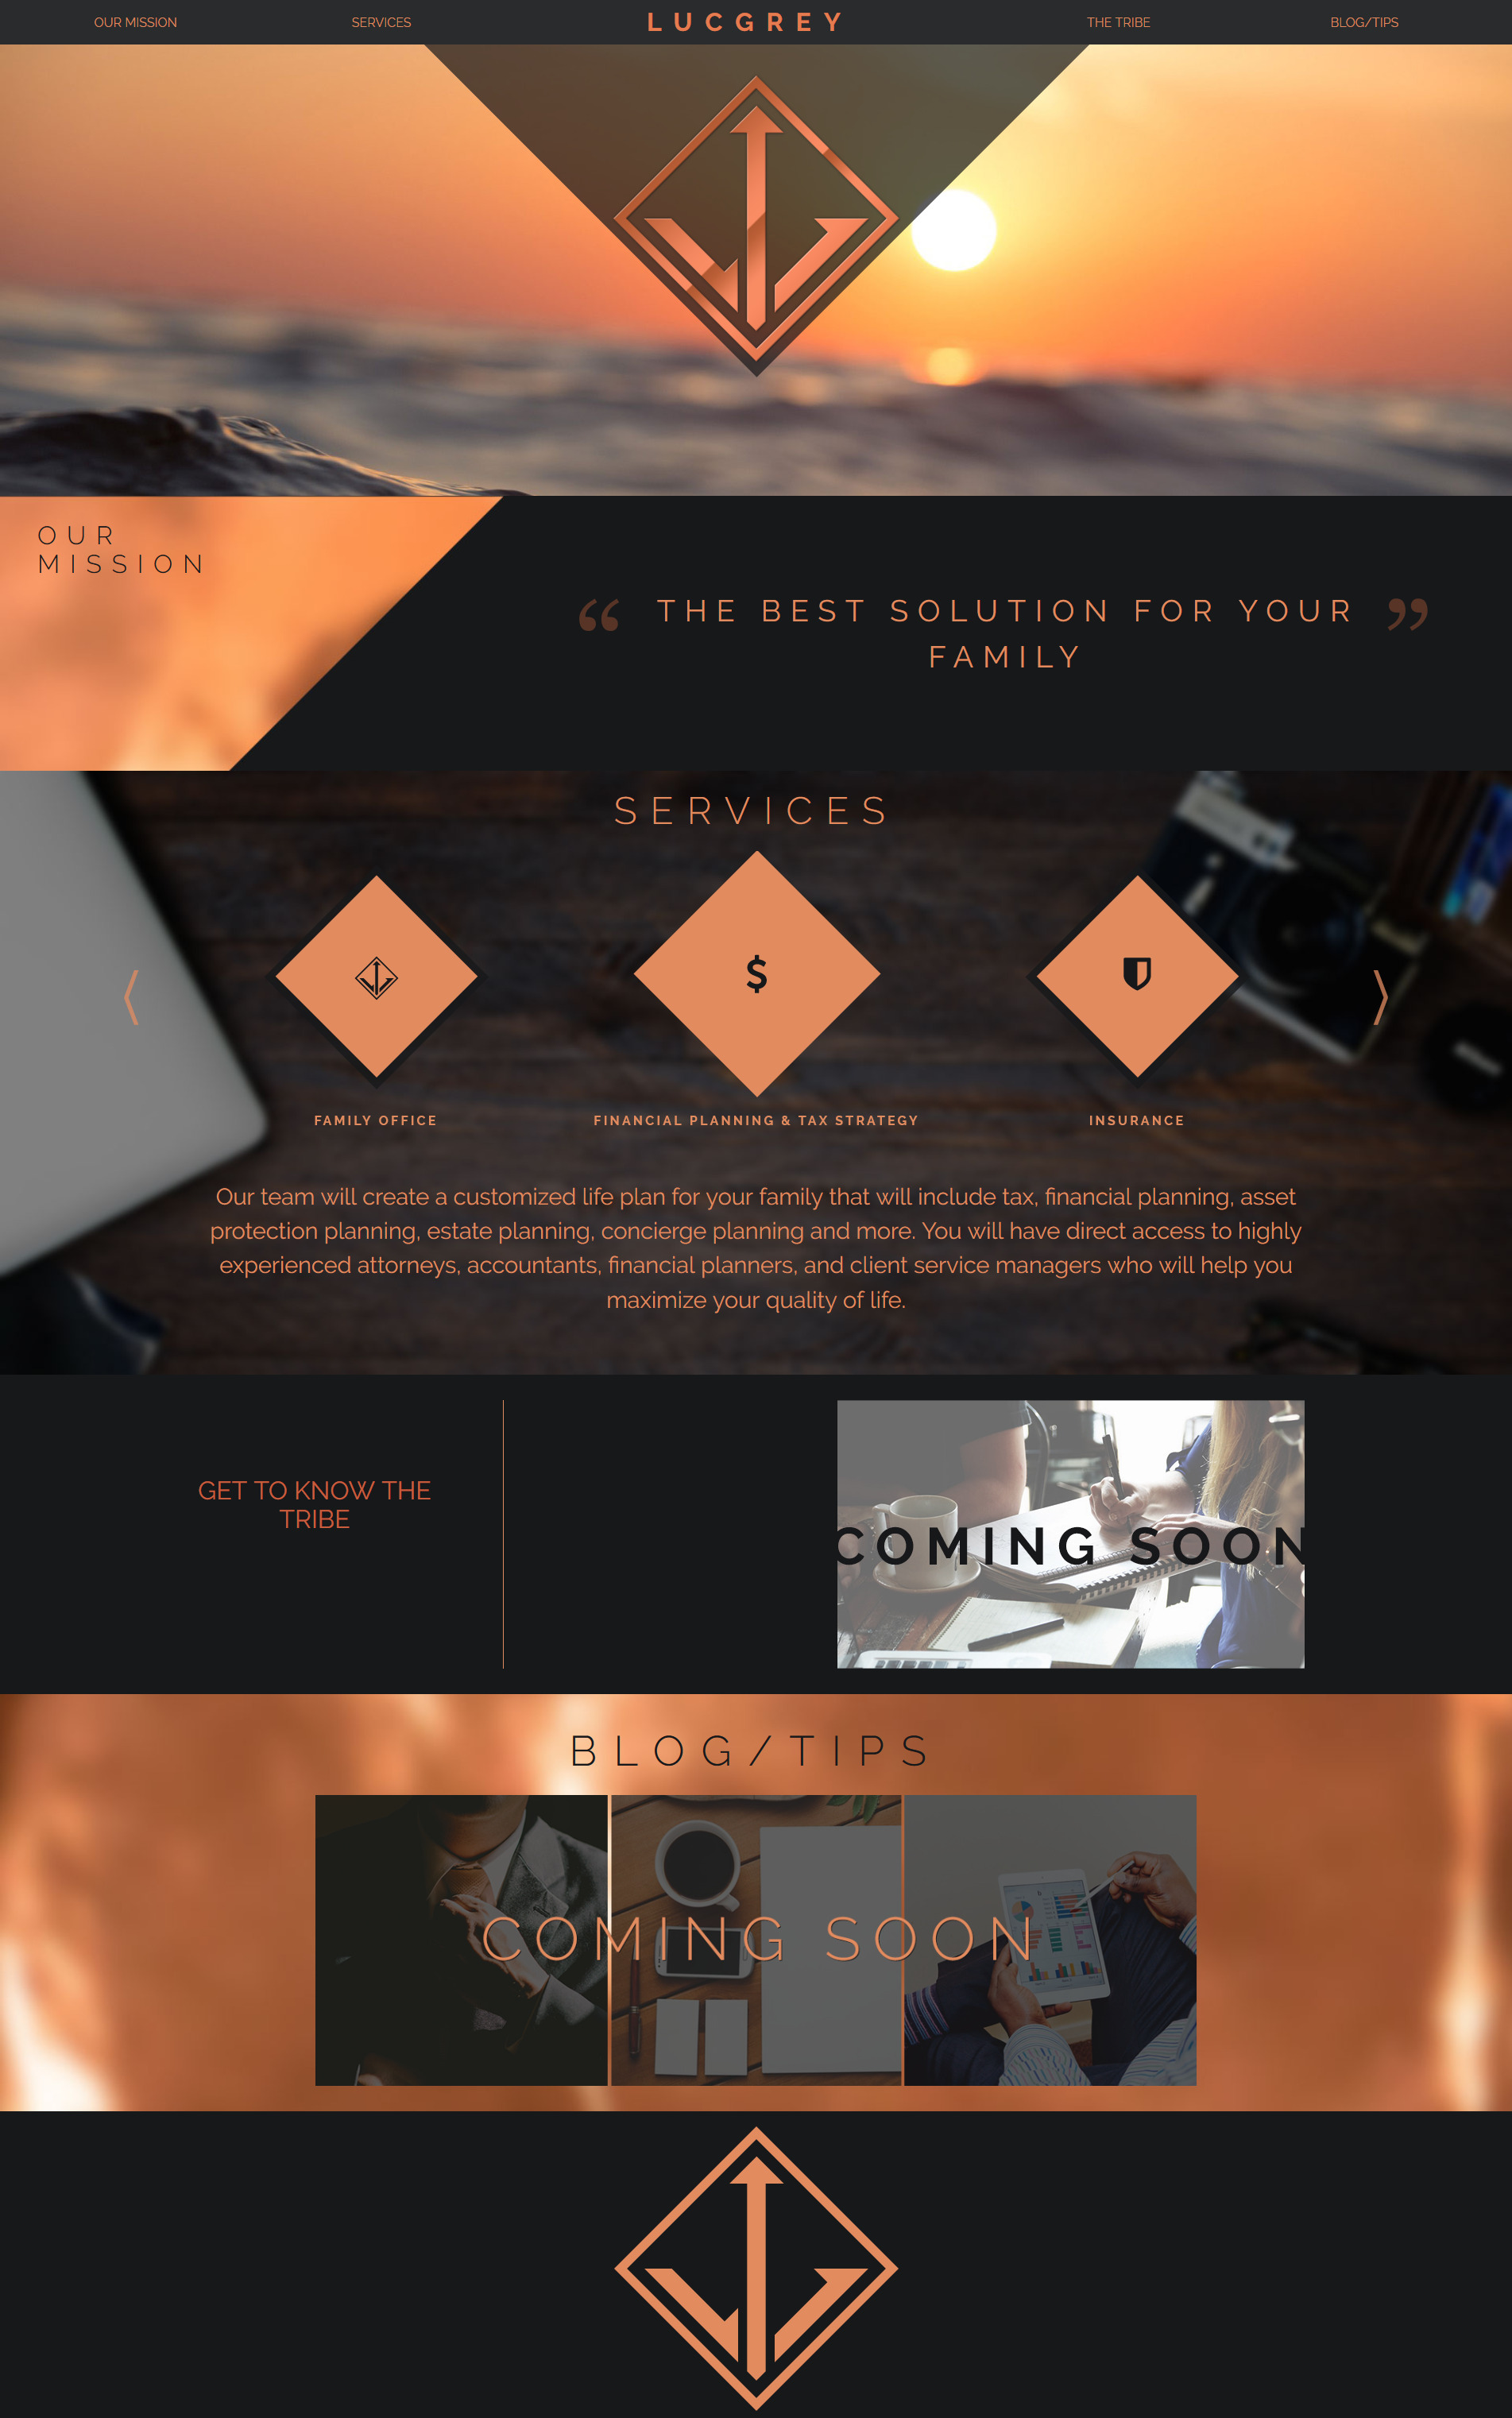 OUR MISSION
SERVICES
LUCGREY
THE TRIBE
BLOG/TIPS
OUR
MISSION
“ THE BEST SOLUTION FOR YOUR ”
FAMILY
SERVICES
$
FAMILY OFFICE
FINANCIAL PLANNING & TAX STRATEGY
INSURANCE
Our team will create a customized life plan for your family that will include tax, financial planning, asset
protection planning, estate planning, concierge planning and more. You will have direct access to highly
experienced attorneys, accountants, financial planners, and client service managers who will help you
maximize your quality of life.
GET TO KNOW THE
TRIBE
COMING SOON
BLOG/TIPS
COMING SOON